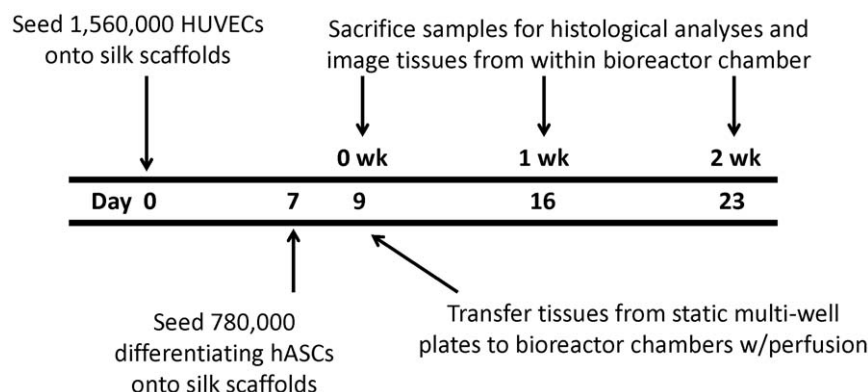 Seed 1,560,000 HUVECs
onto silk scaffolds
Sacrifice samples for histological analyses and
image tissues from within bioreactor chamber
0 wk 1 wk 2 wk
Day 0 7 9 16 23
Seed 780,000
differentiating hASCs
onto silk scaffolds
Transfer tissues from static multi-well
plates to bioreactor chambers w/perfusion